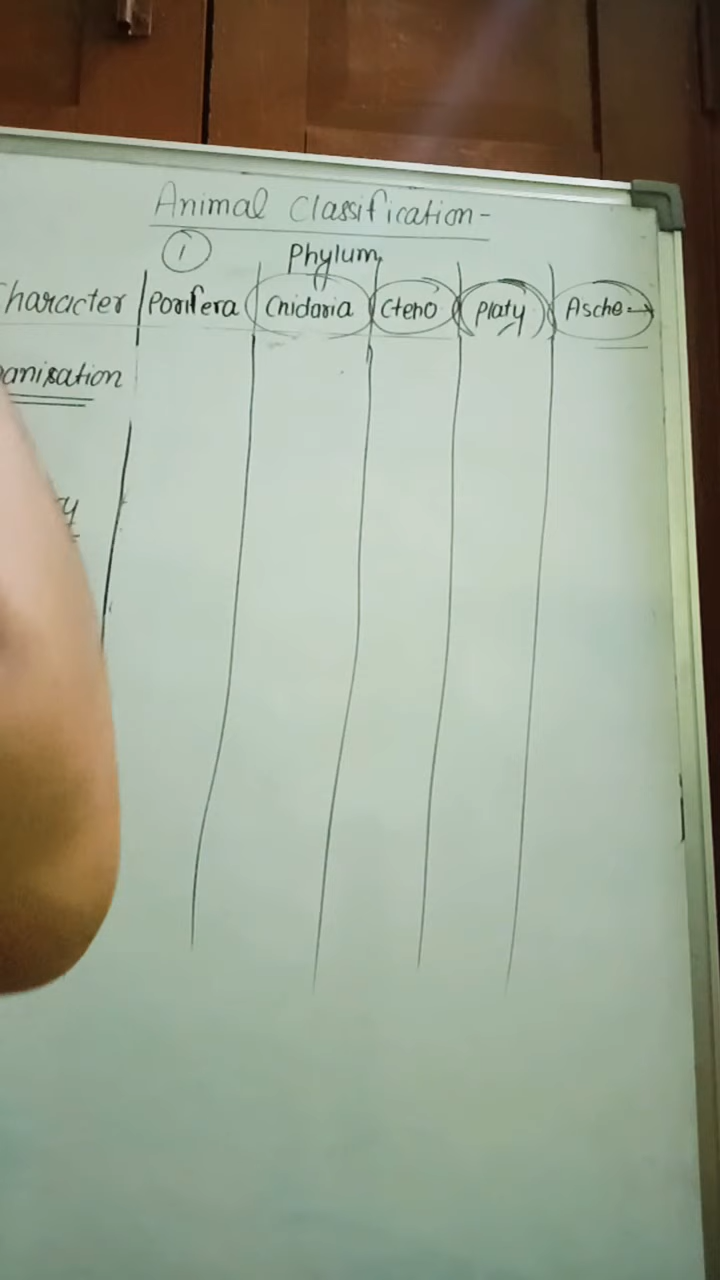 Animal Classification-
① Phylum
haracter Porifera Cnidaria Cteno Platy Asche→
anisation
y